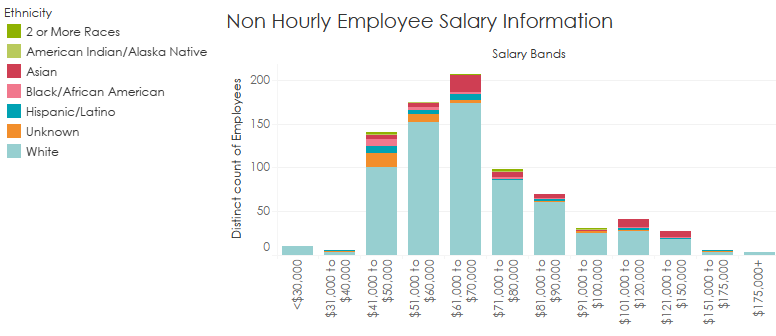 Ethnicity
2 or More Races
American Indian/Alaska Native
Asian
Black/African American
Hispanic/Latino
Unknown
White
Non Hourly Employee Salary Information
Salary Bands
Distinct count of Employees
200
150
100
50
0
<$30,000
$31,000 to
$40,000
$41,000 to
$50,000
$51,000 to
$60,000
$61,000 to
$70,000
$71,000 to
$80,000
$81,000 to
$90,000
$91,000 to
$100,000
$101,000 to
$120,000
$121,000 to
$150,000
$151,000 to
$175,000
$175,000+